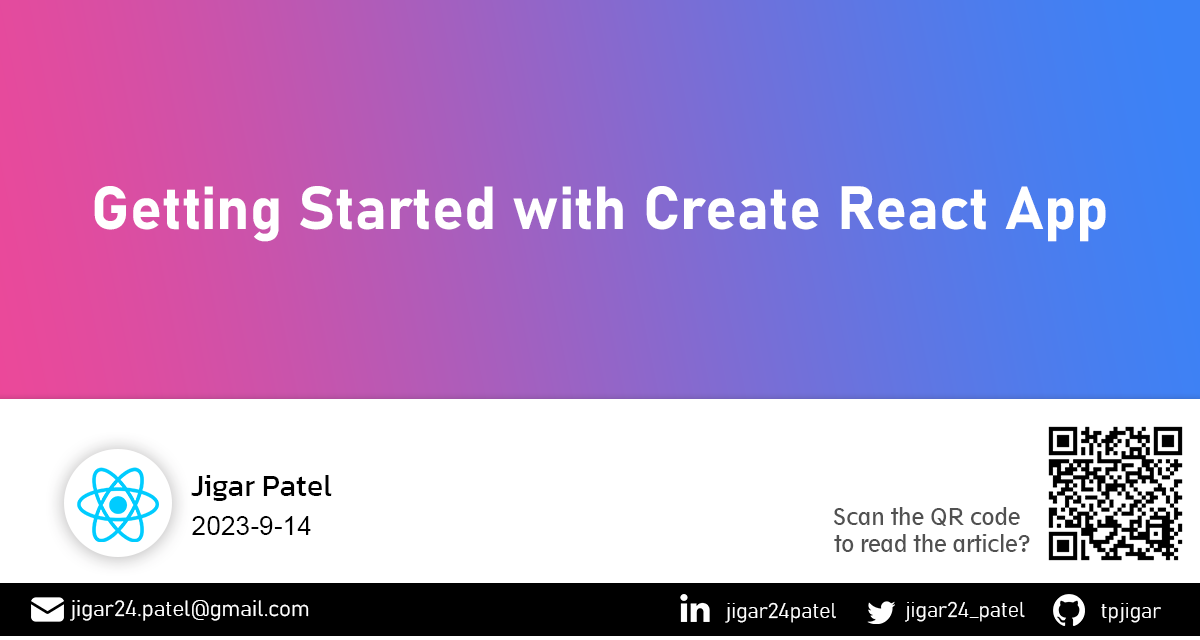 Getting Started with Create React App
Jigar Patel
2023-9-14
Scan the QR code
to read the article?
jigar24.patel@gmail.com
jigar24patel
jigar24_patel
tpjigar